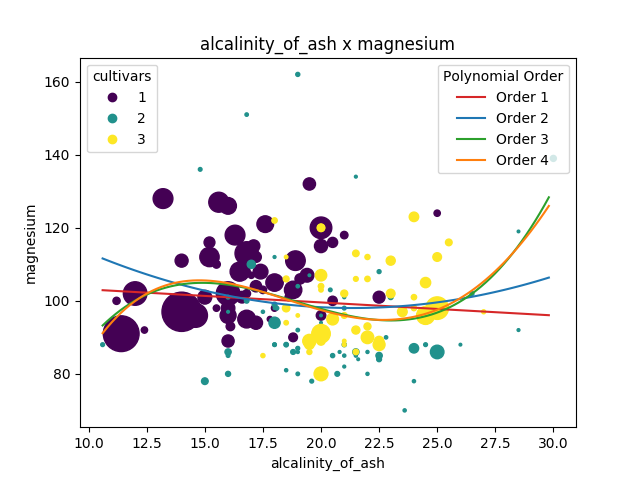 alcalinity_of_ash x magnesium
cultivars
1
2
3
Polynomial Order
Order 1
Order 2
Order 3
Order 4
magnesium
160
140
120
100
80
10.0 12.5 15.0 17.5 20.0 22.5 25.0 27.5 30.0
alcalinity_of_ash